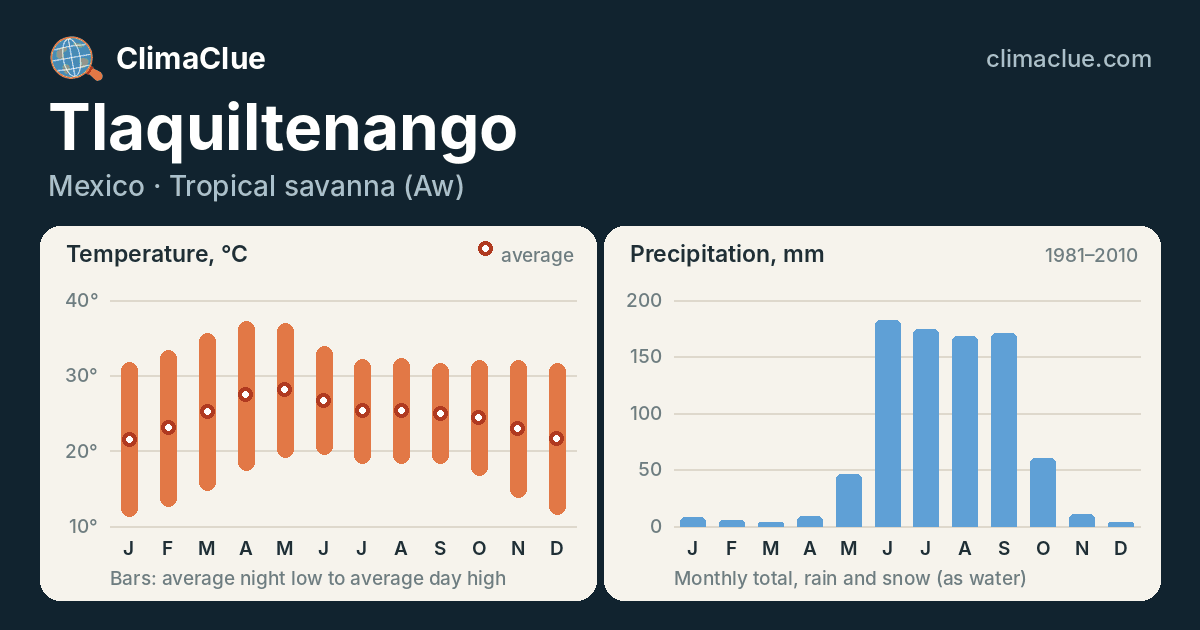 ClimaClue
climaclue.com
Tlaquiltenango
Mexico · Tropical savanna (Aw)
Temperature, °C
average
40°
30°
20°
10°
J F M A M J J A S O N D
Bars: average night low to average day high
Precipitation, mm
1981–2010
200
150
100
50
0
J F M A M J J A S O N D
Monthly total, rain and snow (as water)